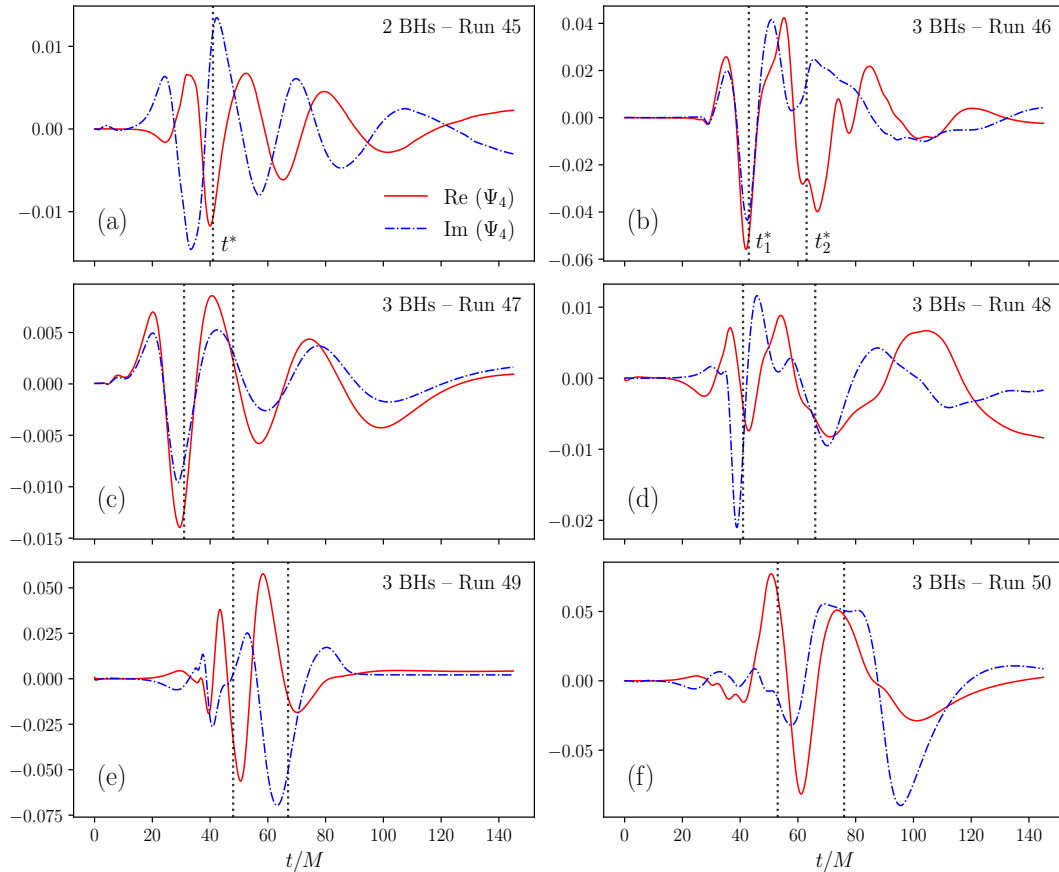 2 BHs – Run 45
0.01
0.00
−0.01
(a)
t*
Re (Ψ₄)
Im (Ψ₄)
3 BHs – Run 46
0.04
0.02
0.00
−0.02
−0.04
−0.06
(b)
t₁*
t₂*
3 BHs – Run 47
0.005
0.000
−0.005
−0.010
−0.015
(c)
3 BHs – Run 48
0.01
0.00
−0.01
−0.02
(d)
3 BHs – Run 49
0.050
0.025
0.000
−0.025
−0.050
−0.075
(e)
0 20 40 60 80 100 120 140
t/M
3 BHs – Run 50
0.05
0.00
−0.05
(f)
0 20 40 60 80 100 120 140
t/M